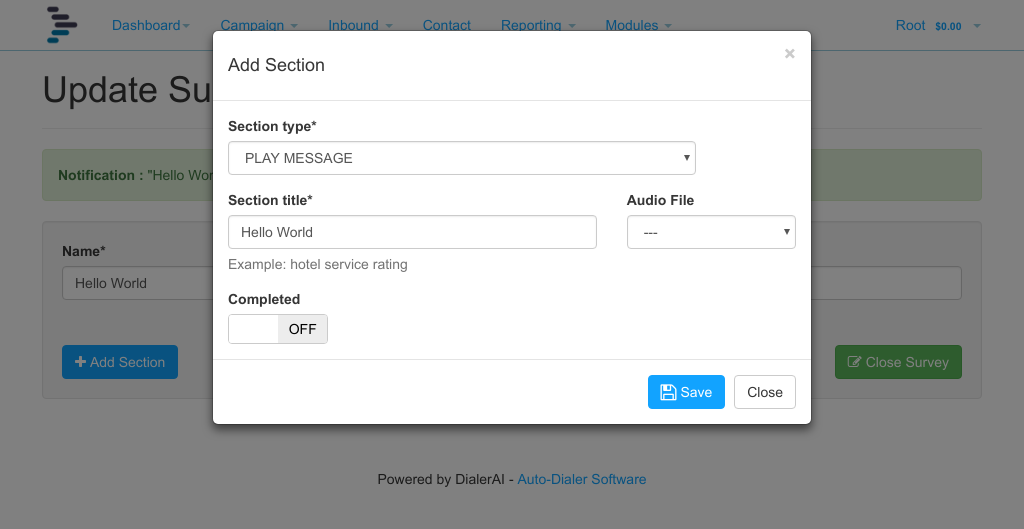 Dashboard Campaign Inbound Contact Reporting Modules Root $0.00
Update Su
Add Section ×
Notification : "Hello Wor
Section type*
PLAY MESSAGE
Section title* Audio File
Hello World ---
Example: hotel service rating
Completed
OFF
Name*
Hello World
Add Section Close Survey
Save Close
Powered by DialerAI - Auto-Dialer Software